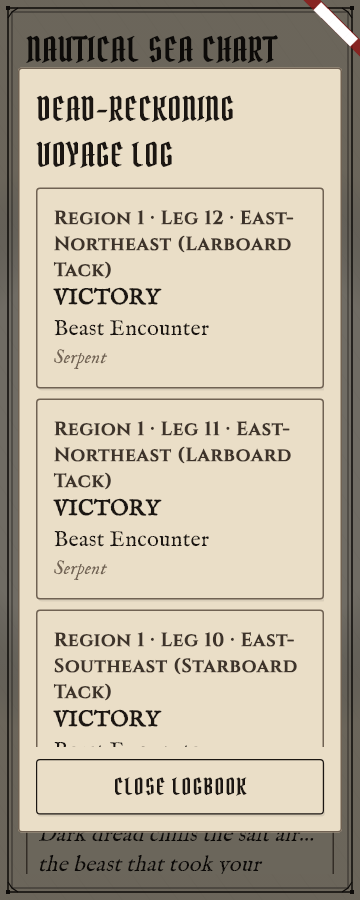 NAUTICAL SEA CHART
DEAD-RECKONING
VOYAGE LOG
REGION 1 · LEG 12 · EAST-
NORTHEAST (LARBOARD
TACK)
VICTORY
Beast Encounter
Serpent
REGION 1 · LEG 11 · EAST-
NORTHEAST (LARBOARD
TACK)
VICTORY
Beast Encounter
Serpent
REGION 1 · LEG 10 · EAST-
SOUTHEAST (STARBOARD
TACK)
VICTORY
CLOSE LOGBOOK
Dark dread chills the salt air...
the beast that took your